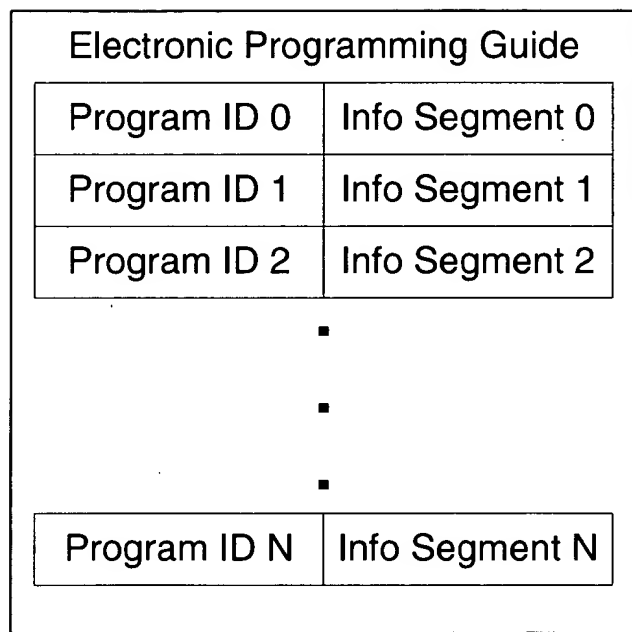 Electronic Programming Guide
Program ID 0 Info Segment 0
Program ID 1 Info Segment 1
Program ID 2 Info Segment 2
Program ID N Info Segment N